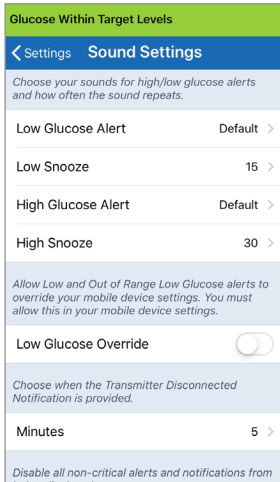 Glucose Within Target Levels
Settings Sound Settings
Choose your sounds for high/low glucose alerts
and how often the sound repeats.
Low Glucose Alert Default
Low Snooze 15
High Glucose Alert Default
High Snooze 30
Allow Low and Out of Range Low Glucose alerts to
override your mobile device settings. You must
allow this in your mobile device settings.
Low Glucose Override
Choose when the Transmitter Disconnected
Notification is provided.
Minutes 5
Disable all non-critical alerts and notifications from